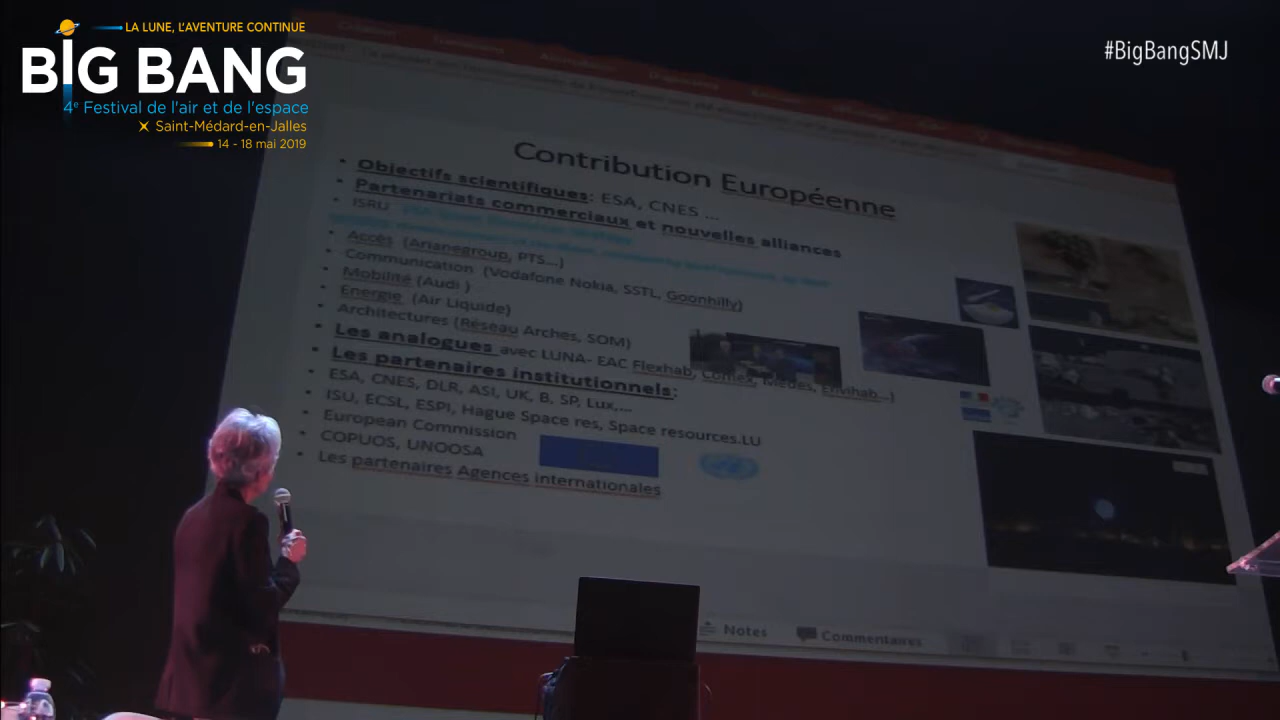 LA LUNE, L'AVENTURE CONTINUE
BIG BANG
4e Festival de l'air et de l'espace
Saint-Médard-en-Jalles
14 - 18 mai 2019
#BigBangSMJ
Contribution Européenne
• Objectifs scientifiques: ESA, CNES ...
• Partenariats commerciaux et nouvelles alliances
• ISRU
• Accès (Arianegroup, PTS...)
• Communication (Vodafone Nokia, SSTL, Goonhilly)
• Mobilité (Audi )
• Energie (Air Liquide)
• Architectures (Réseau Arches, SOM)
• Les analogues avec LUNA- EAC Flexhab, Comex, Medes, Envihab...)
• Les partenaires institutionnels:
• ESA, CNES, DLR, ASI, UK, B, SP, Lux,...
• ISU, ECSL, ESPI, Hague Space res, Space resources.LU
• European Commission
• COPUOS, UNOOSA
• Les partenaires Agences internationales
Notes
Commentaires